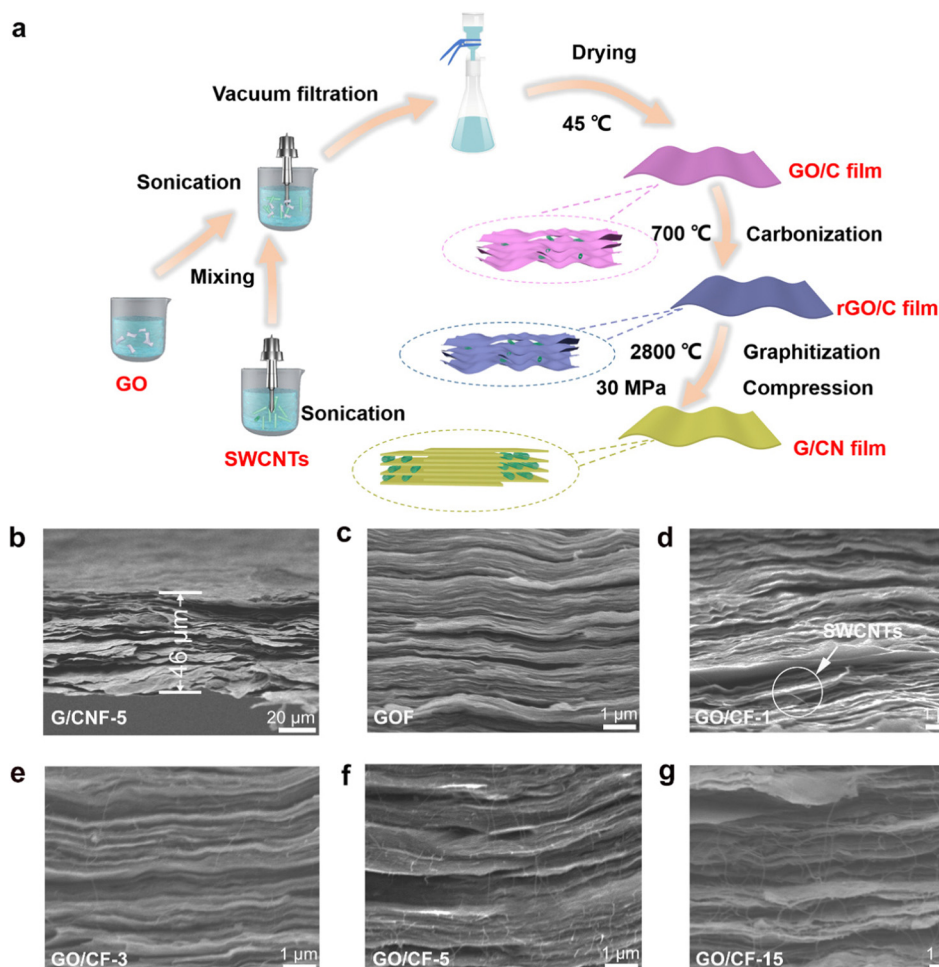 a
Drying
Vacuum filtration
45 ℃
Sonication
GO/C film
700 ℃
Carbonization
Mixing
rGO/C film
2800 ℃
Graphitization
GO
30 MPa
Compression
Sonication
SWCNTs
G/CN film
b
c
d
46 μm
SWCNTs
G/CNF-5
20 μm
GOF
1 μm
GO/CF-1
1
e
f
g
GO/CF-3
1 μm
GO/CF-5
1 μm
GO/CF-15
1